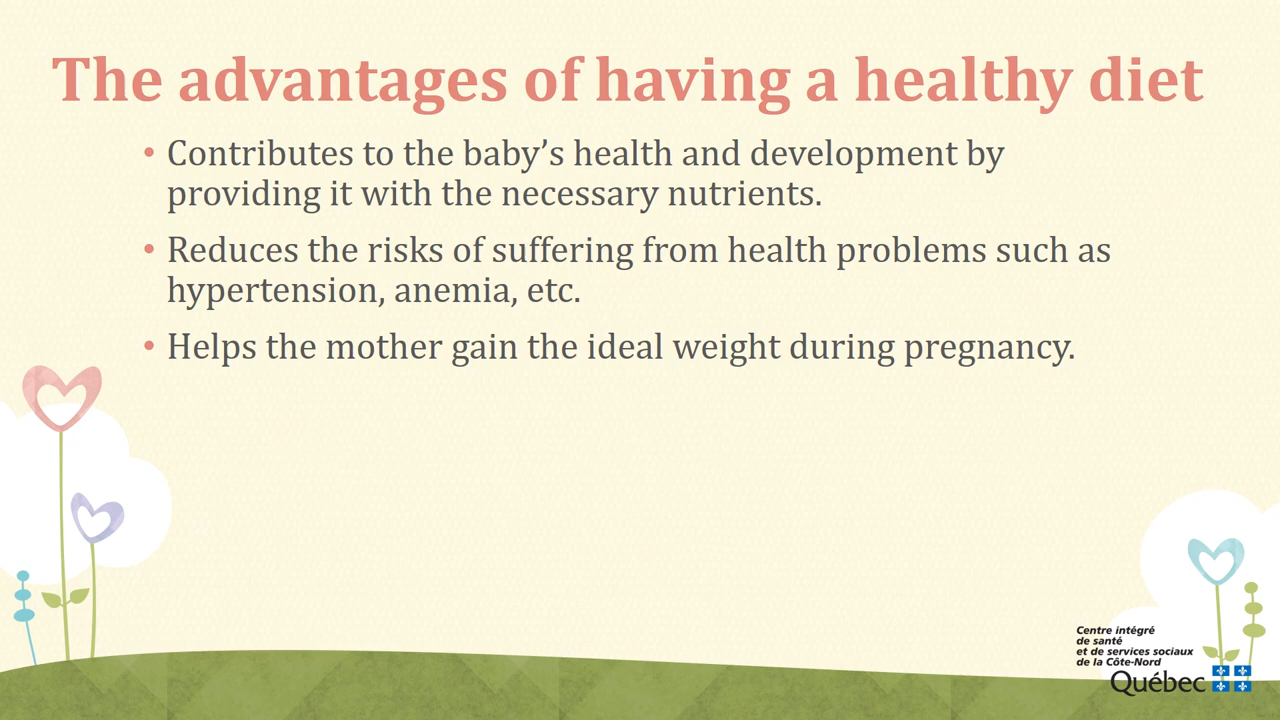 The advantages of having a healthy diet
• Contributes to the baby’s health and development by
providing it with the necessary nutrients.
• Reduces the risks of suffering from health problems such as
hypertension, anemia, etc.
• Helps the mother gain the ideal weight during pregnancy.
Centre intégré
de santé
et de services sociaux
de la Côte-Nord
Québec